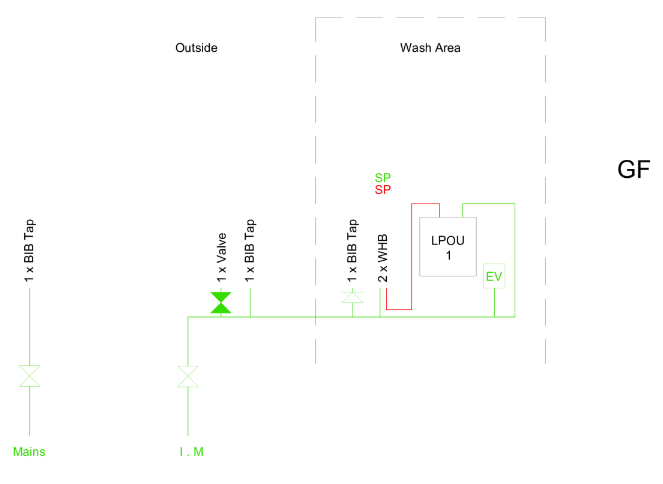 Outside
Wash Area
GF
SP
SP
1 x BIB Tap
1 x Valve
1 x BIB Tap
1 x BIB Tap
2 x WHB
LPOU
1
EV
Mains
I . M